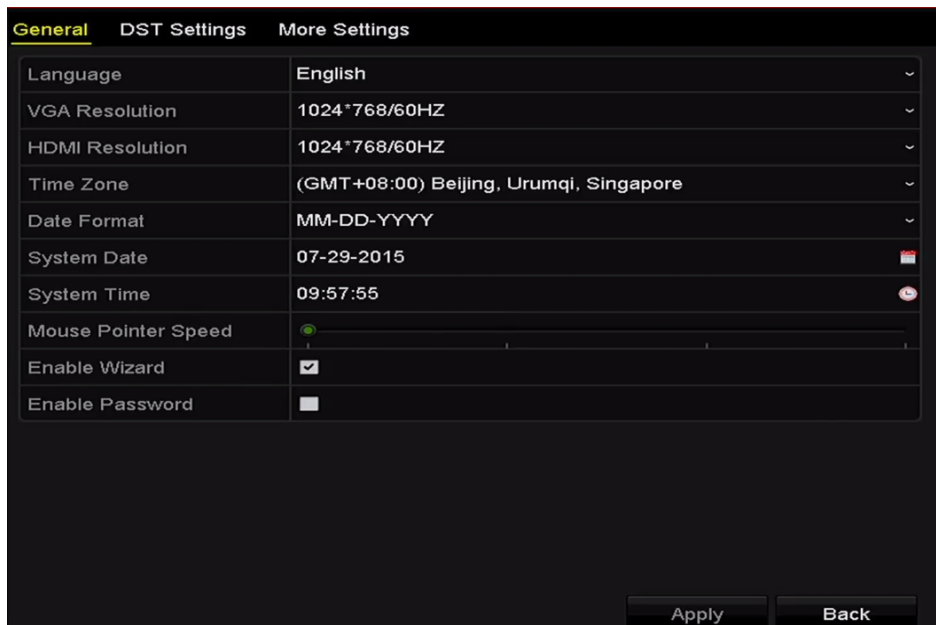 General DST Settings More Settings
Language English
VGA Resolution 1024*768/60HZ
HDMI Resolution 1024*768/60HZ
Time Zone (GMT+08:00) Beijing, Urumqi, Singapore
Date Format MM-DD-YYYY
System Date 07-29-2015
System Time 09:57:55
Mouse Pointer Speed
Enable Wizard
Enable Password
Apply Back